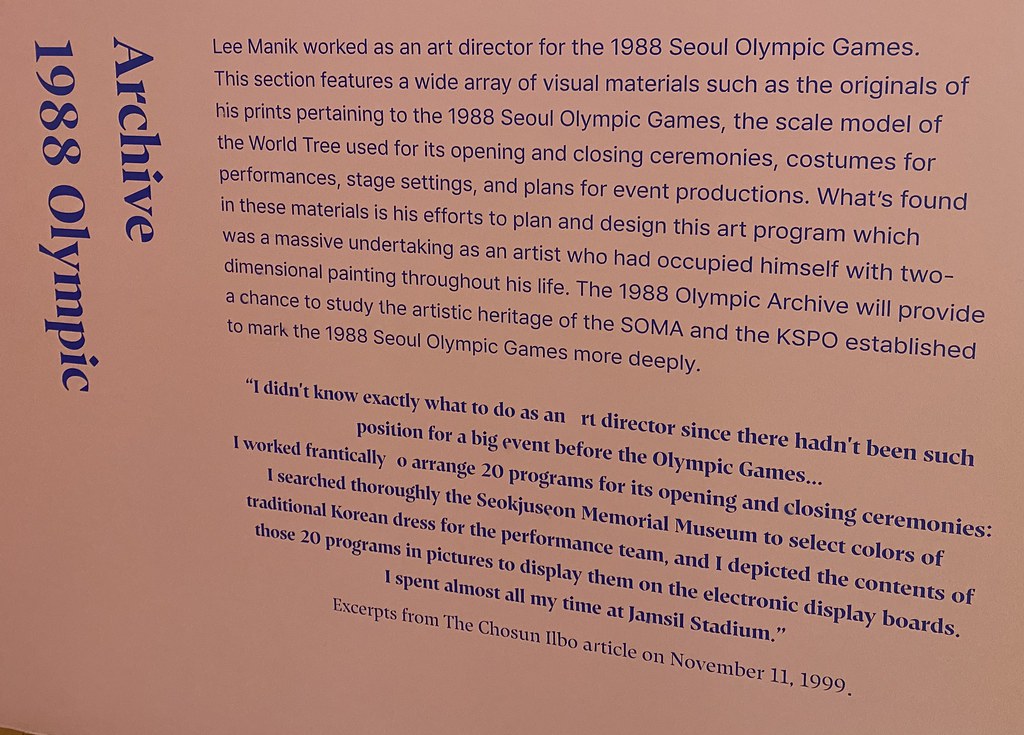 1988 Olympic
Archive
Lee Manik worked as an art director for the 1988 Seoul Olympic Games.
This section features a wide array of visual materials such as the originals of
his prints pertaining to the 1988 Seoul Olympic Games, the scale model of
the World Tree used for its opening and closing ceremonies, costumes for
performances, stage settings, and plans for event productions. What's found
in these materials is his efforts to plan and design this art program which
was a massive undertaking as an artist who had occupied himself with two-
dimensional painting throughout his life. The 1988 Olympic Archive will provide
a chance to study the artistic heritage of the SOMA and the KSPO established
to mark the 1988 Seoul Olympic Games more deeply.
“I didn't know exactly what to do as an rt director since there hadn't been such
position for a big event before the Olympic Games...
I worked frantically o arrange 20 programs for its opening and closing ceremonies:
I searched thoroughly the Seokjuseon Memorial Museum to select colors of
traditional Korean dress for the performance team, and I depicted the contents of
those 20 programs in pictures to display them on the electronic display boards.
I spent almost all my time at Jamsil Stadium.”
Excerpts from The Chosun Ilbo article on November 11, 1999.